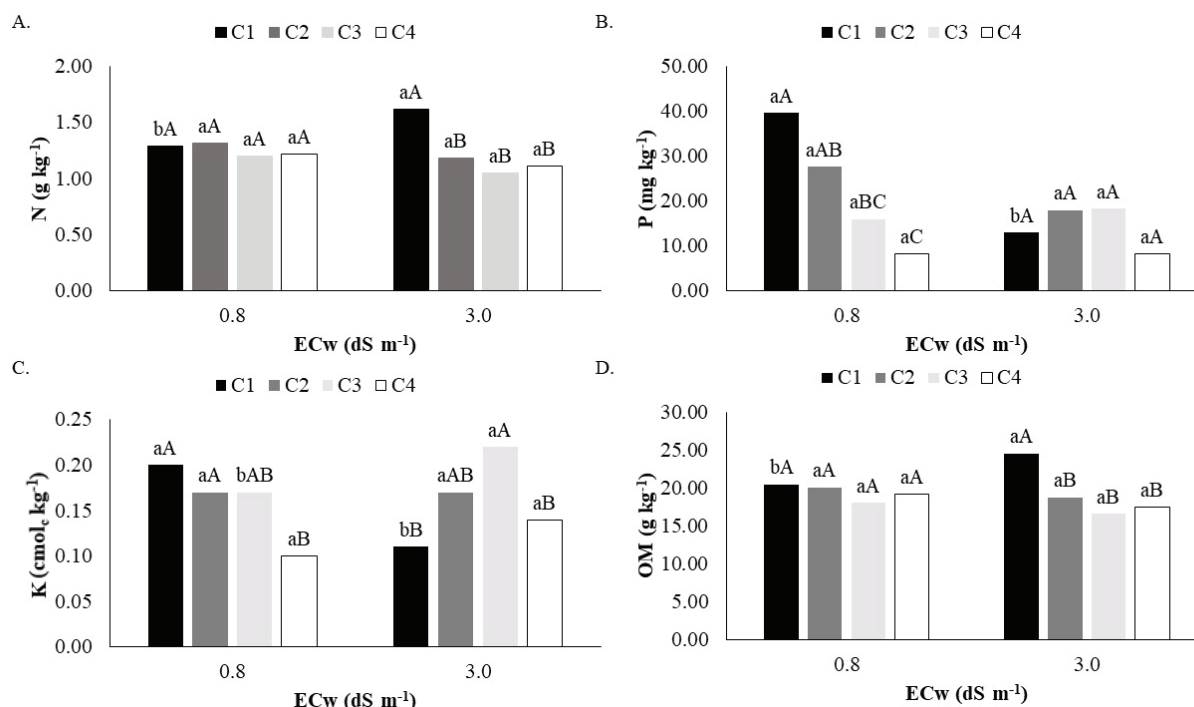 A.
■ C1 ■ C2 ■ C3 □ C4
N (g kg⁻¹)
2.00
1.50
1.00
0.50
0.00
bA aA aA aA
aA aB aB aB
0.8 3.0
ECw (dS m⁻¹)
B.
■ C1 ■ C2 ■ C3 □ C4
P (mg kg⁻¹)
50.00
40.00
30.00
20.00
10.00
0.00
aA aAB aBC aC
bA aA aA aA
0.8 3.0
ECw (dS m⁻¹)
C.
■ C1 ■ C2 ■ C3 □ C4
K (cmolc kg⁻¹)
0.25
0.20
0.15
0.10
0.05
0.00
aA aA bAB aB
bB aAB aA aB
0.8 3.0
ECw (dS m⁻¹)
D.
■ C1 ■ C2 ■ C3 □ C4
OM (g kg⁻¹)
30.00
25.00
20.00
15.00
10.00
5.00
0.00
bA aA aA aA
aA aB aB aB
0.8 3.0
ECw (dS m⁻¹)